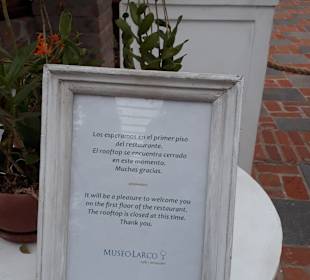 Los esperamos en el primer piso
del restaurante.
El rooftop se encuentra cerrado
en este momento.
Muchas gracias.
It will be a pleasure to welcome you
on the first floor of the restaurant.
The rooftop is closed at this time.
Thank you.
MUSEO LARCO